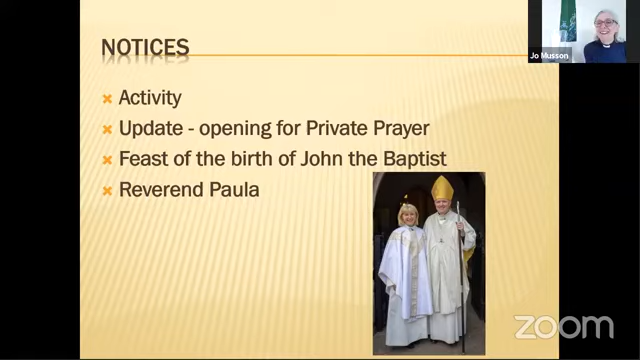 NOTICES
Activity
Update - opening for Private Prayer
Feast of the birth of John the Baptist
Reverend Paula
Jo Musson
zoom